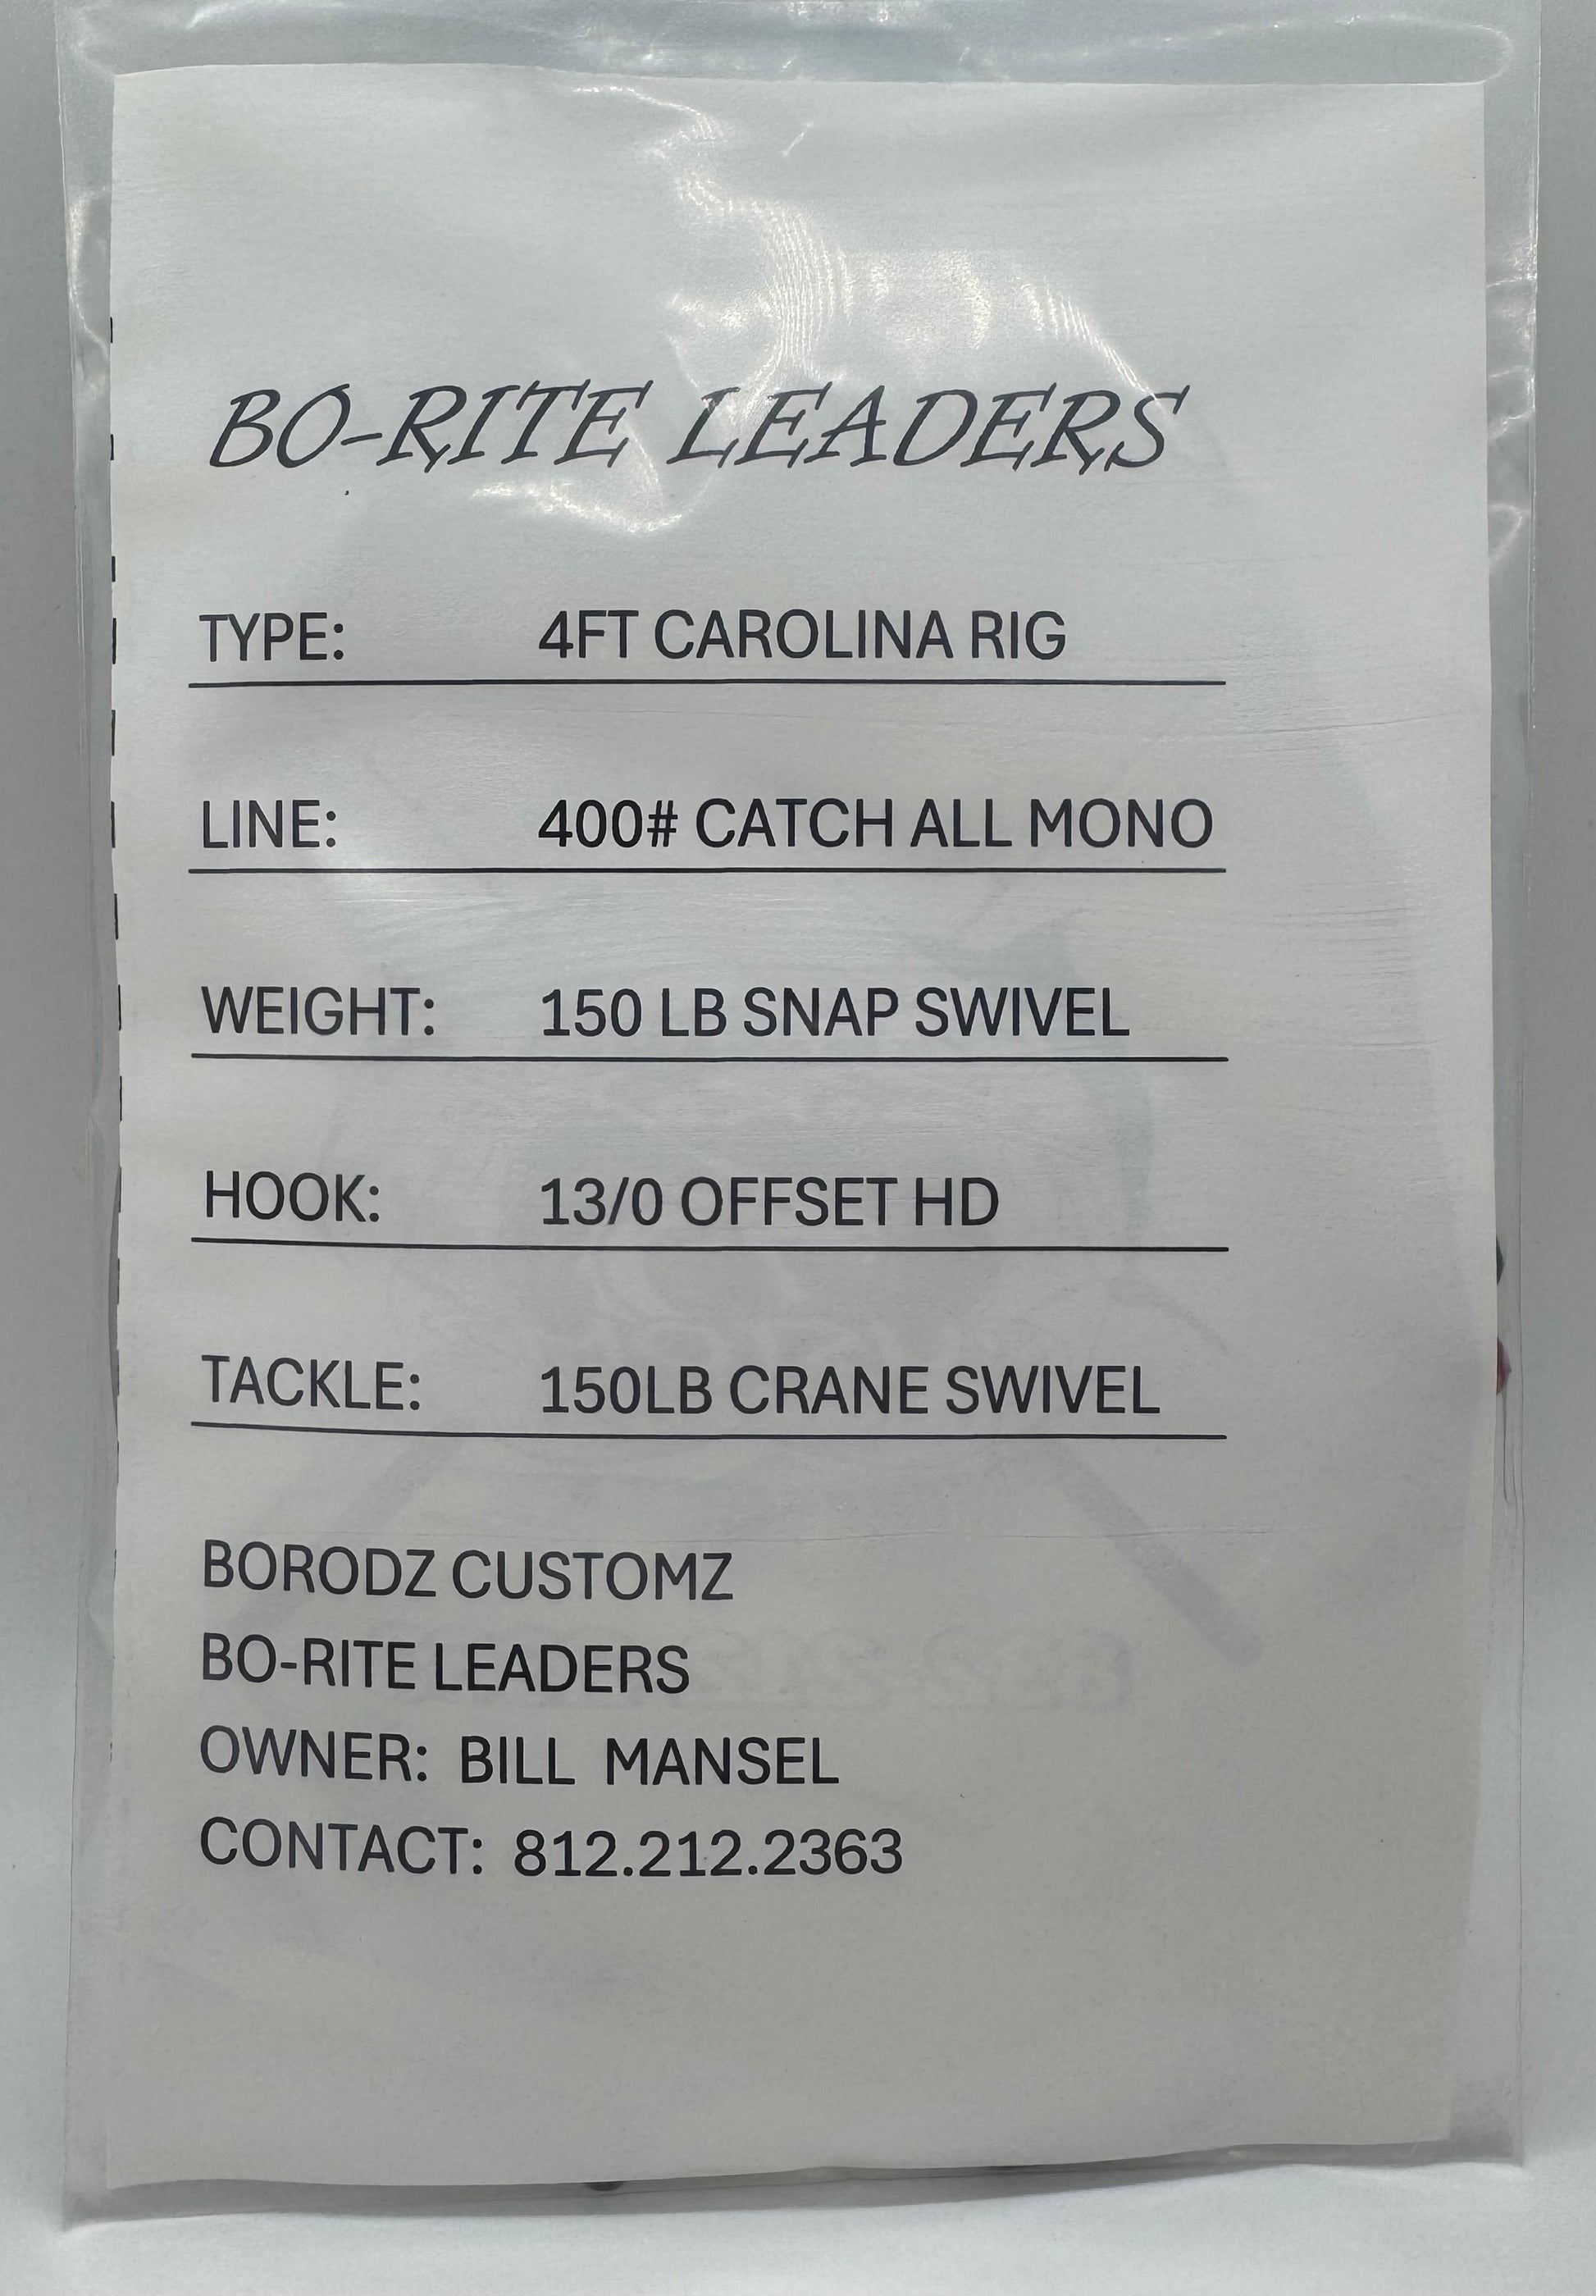 BO-RITE LEADERS
TYPE: 4FT CAROLINA RIG
LINE: 400# CATCH ALL MONO
WEIGHT: 150 LB SNAP SWIVEL
HOOK: 13/0 OFFSET HD
TACKLE: 150LB CRANE SWIVEL
BORODZ CUSTOMZ
BO-RITE LEADERS
OWNER: BILL MANSEL
CONTACT: 812.212.2363